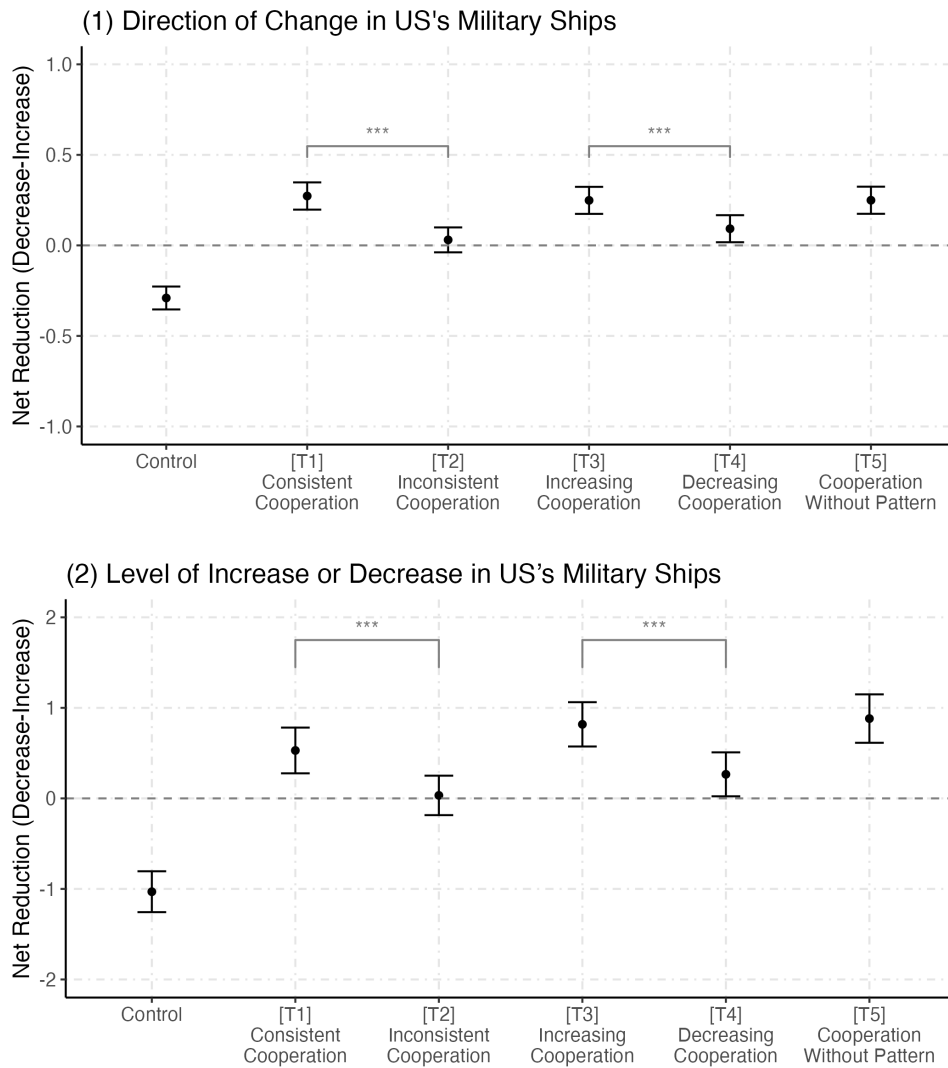 (1) Direction of Change in US's Military Ships
Net Reduction (Decrease-Increase)
1.0
0.5
0.0
-0.5
-1.0
***
***
Control
[T1]
Consistent
Cooperation
[T2]
Inconsistent
Cooperation
[T3]
Increasing
Cooperation
[T4]
Decreasing
Cooperation
[T5]
Cooperation
Without Pattern
(2) Level of Increase or Decrease in US’s Military Ships
Net Reduction (Decrease-Increase)
2
1
0
-1
-2
***
***
Control
[T1]
Consistent
Cooperation
[T2]
Inconsistent
Cooperation
[T3]
Increasing
Cooperation
[T4]
Decreasing
Cooperation
[T5]
Cooperation
Without Pattern